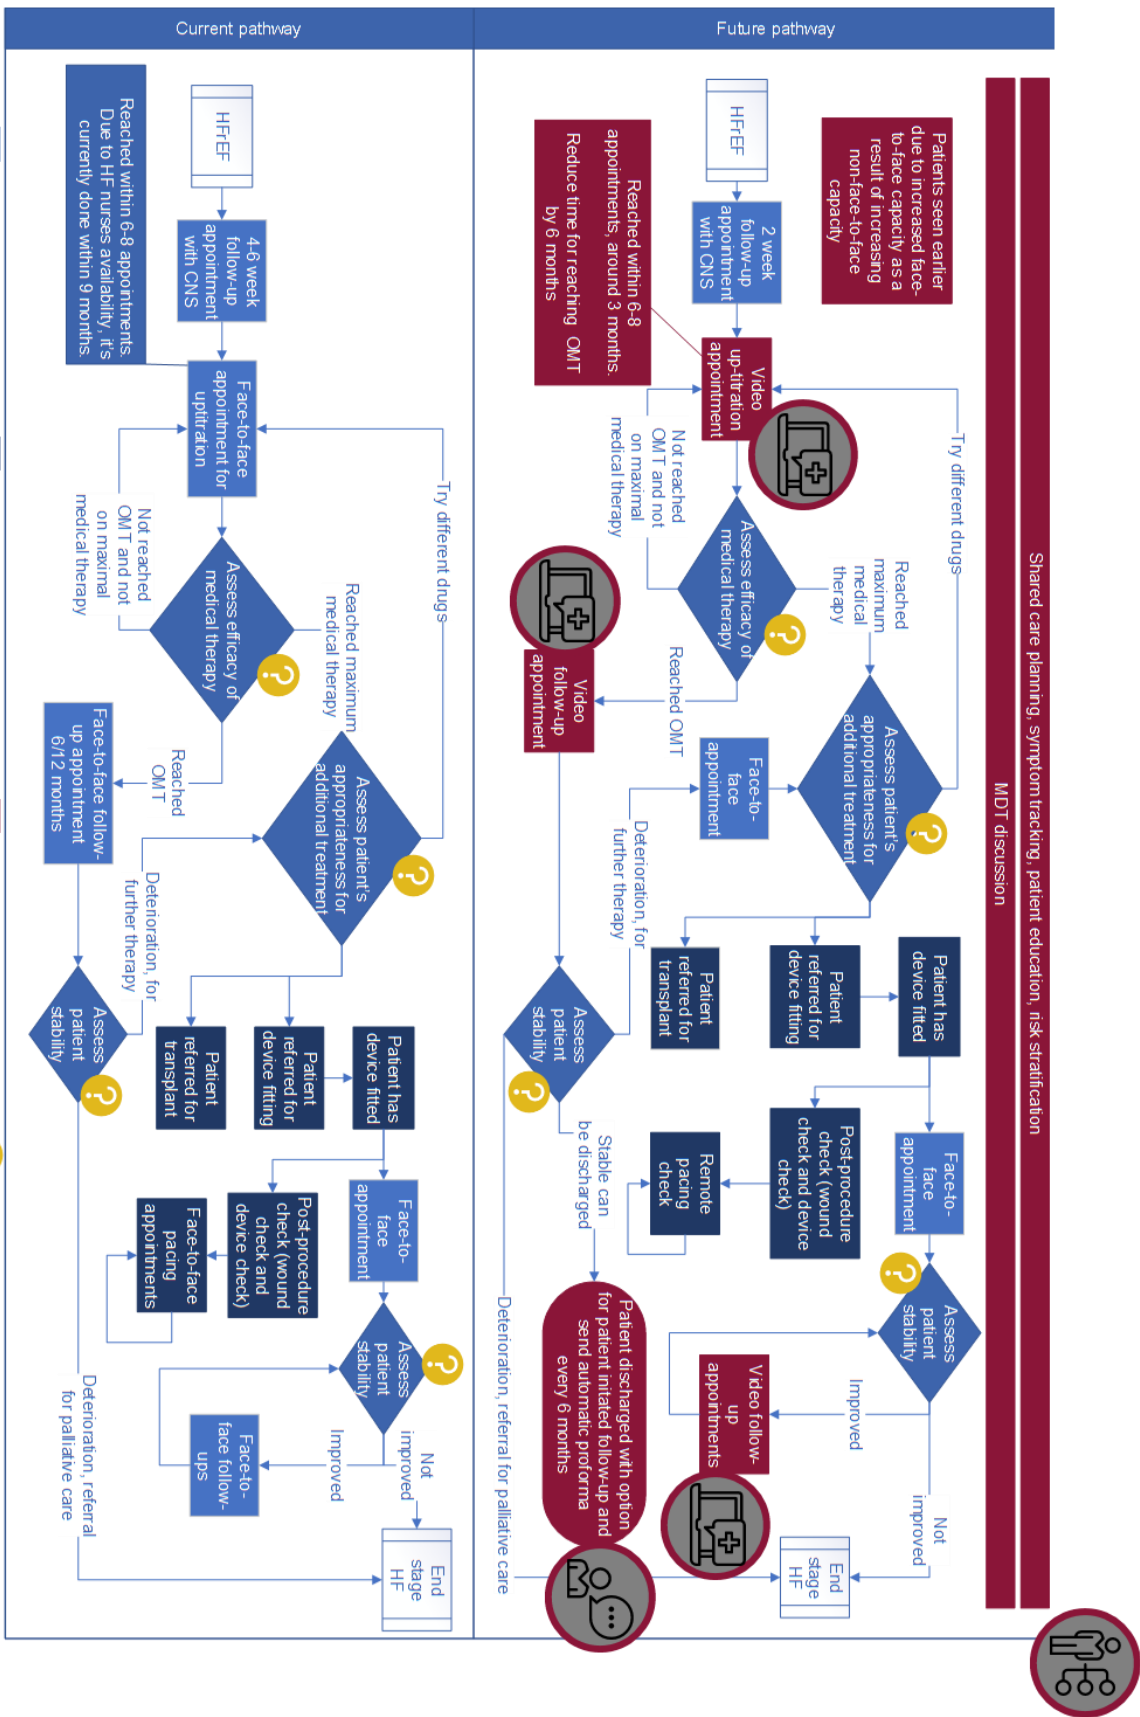 Future pathway
Shared care planning, symptom tracking, patient education, risk stratification
MDT discussion
Patients seen earlier
due to increased face-
to-face capacity as a
result of increasing
non-face-to-face
capacity
HFrEF
2 week
follow-up
appointment
with CNS
Reached within 6-8
appointments, around 3 months.
Reduce time for reaching OMT
by 6 months
Video
up-titration
appointment
Try different drugs
Not reached
OMT and not
on maximal
medical therapy
Assess efficacy of
medical therapy
Reached
maximum
medical
therapy
Reached OMT
Video
follow-up
appointment
Assess patient's
appropriateness for
additional treatment
Face-to-
face
appointment
Deterioration, for
further therapy
Patient has
device fitted
Patient
referred for
device fitting
Patient
referred for
transplant
Assess
patient
stability
Face-to-
face
appointment
Post-procedure
check (wound
check and device
check)
Remote
pacing
check
Stable can
be discharged
Assess
patient
stability
Improved
Not
improved
Video follow-
up
appointments
Patient discharged with option
for patient initated follow-up and
send automatic proforma
every 6 months
Deterioration, referral for palliative care
End
stage
HF
Current pathway
HFrEF
4-6 week
follow-up
appointment
with CNS
Reached within 6-8 appointments.
Due to HF nurses availability, it's
currently done within 9 months.
Face-to-face
appointment for
uptitration
Try different drugs
Not reached
OMT and not
on maximal
medical therapy
Assess efficacy of
medical therapy
Reached maximum
medical therapy
Reached
OMT
Face-to-face follow-
up appointment
6/12 months
Assess patient's
appropriateness for
additional treatment
Deterioration, for
further therapy
Assess
patient
stability
Patient has
device fitted
Patient
referred for
device fitting
Patient
referred for
transplant
Face-to-
face
appointment
Post-procedure
check (wound
check and
device check)
Face-to-face
pacing
appointments
Assess
patient
stability
Not
improved
Improved
Face-to-
face follow-
ups
Deterioration, referral
for palliative care
End
stage
HF